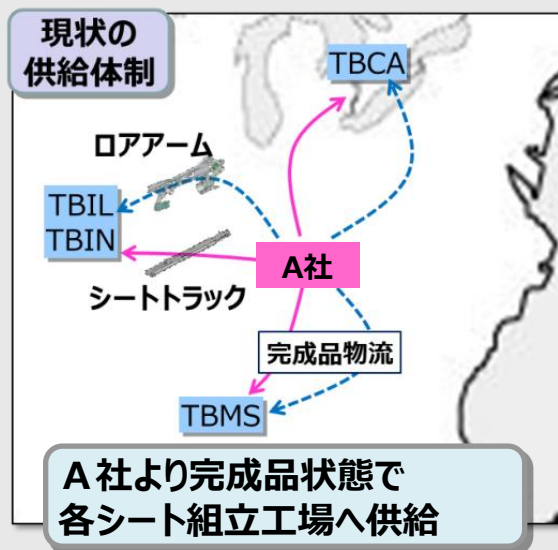 現状の
供給体制
TBCA
ロアアーム
TBIL
TBIN
A社
シートトラック
完成品物流
TBMS
A社より完成品状態で
各シート組立工場へ供給